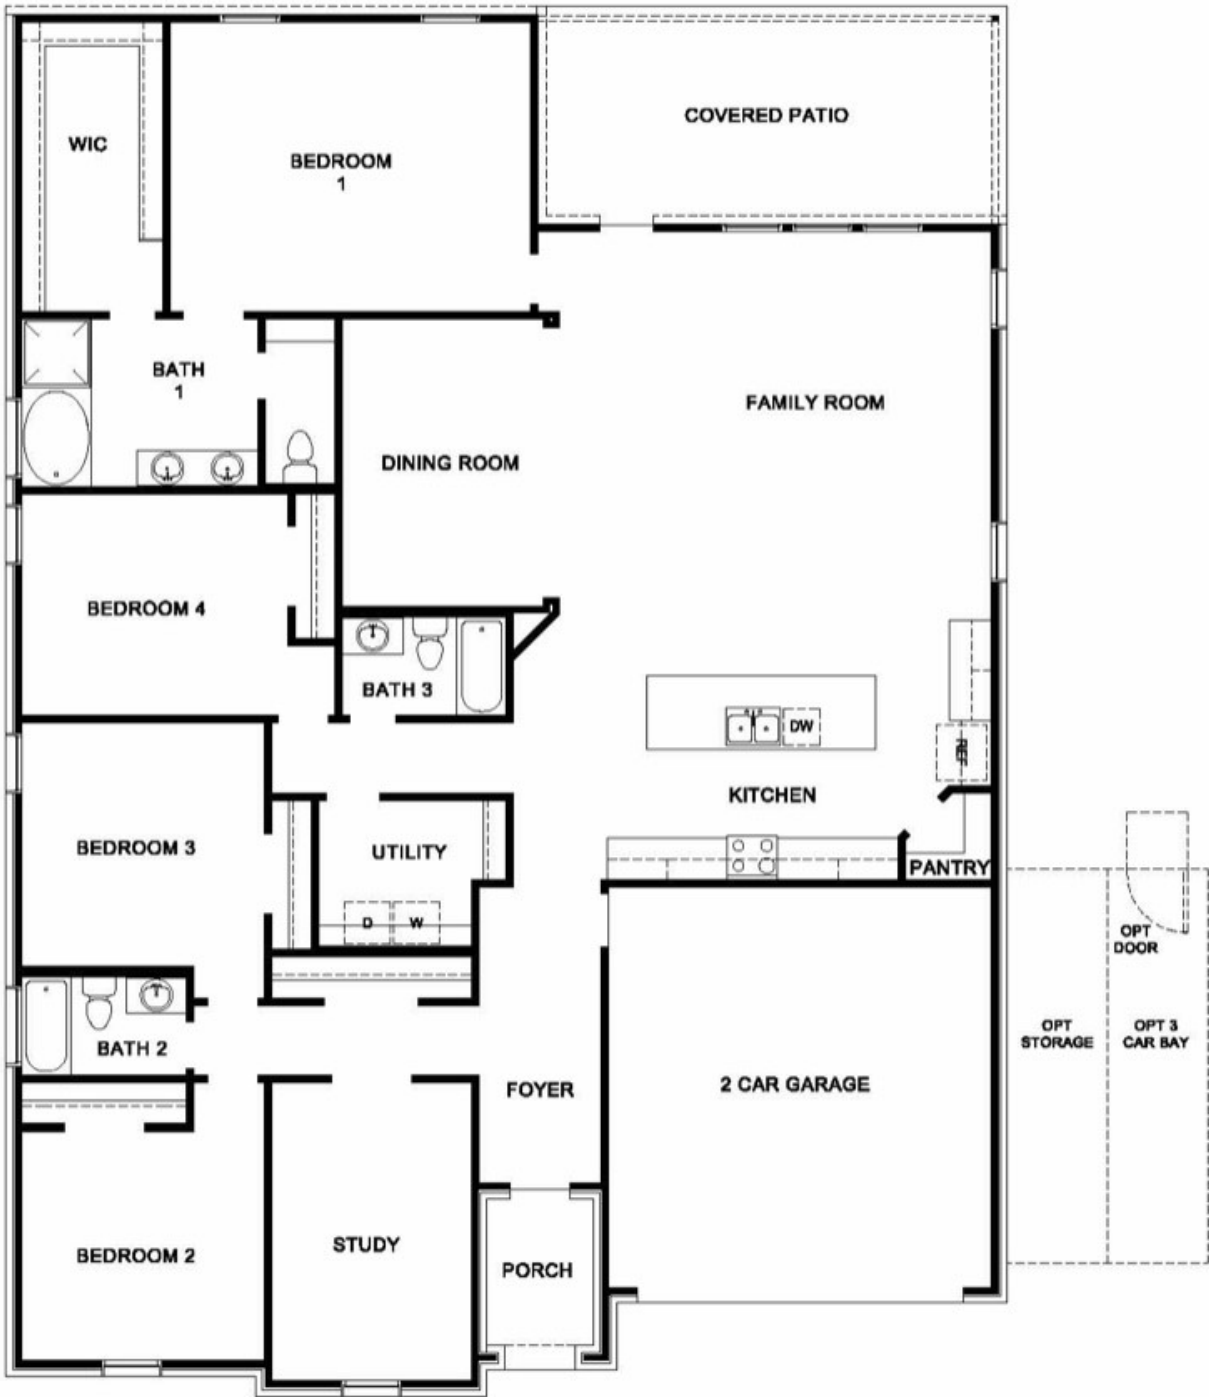 COVERED PATIO
WIC
BEDROOM
1
BATH
1
FAMILY ROOM
DINING ROOM
BEDROOM 4
BATH 3
DW
REF
KITCHEN
BEDROOM 3
UTILITY
PANTRY
D
W
OPT
DOOR
OPT
STORAGE
OPT 3
CAR BAY
BATH 2
FOYER
2 CAR GARAGE
BEDROOM 2
STUDY
PORCH